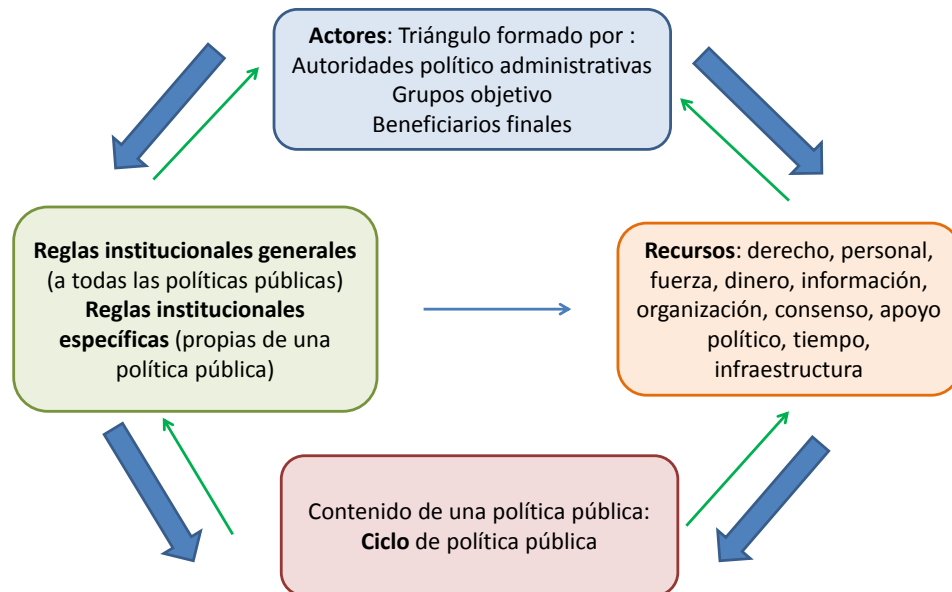 Actores: Triángulo formado por :
Autoridades político administrativas
Grupos objetivo
Beneficiarios finales
Reglas institucionales generales
(a todas las políticas públicas)
Reglas institucionales
específicas (propias de una
política pública)
Recursos: derecho, personal,
fuerza, dinero, información,
organización, consenso, apoyo
político, tiempo,
infraestructura
Contenido de una política pública:
Ciclo de política pública